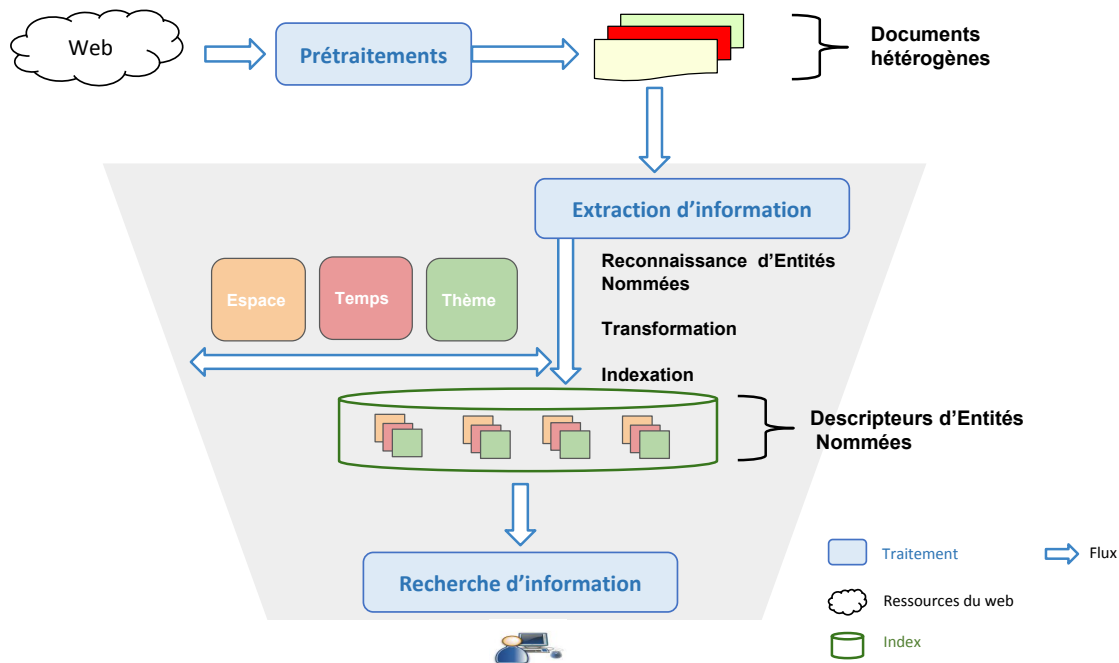 Web
Prétraitements
Documents
hétérogènes
Extraction d'information
Reconnaissance d'Entités
Nommées
Espace
Temps
Thème
Transformation
Indexation
Descripteurs d'Entités
Nommées
Recherche d'information
Traitement
Flux
Ressources du web
Index